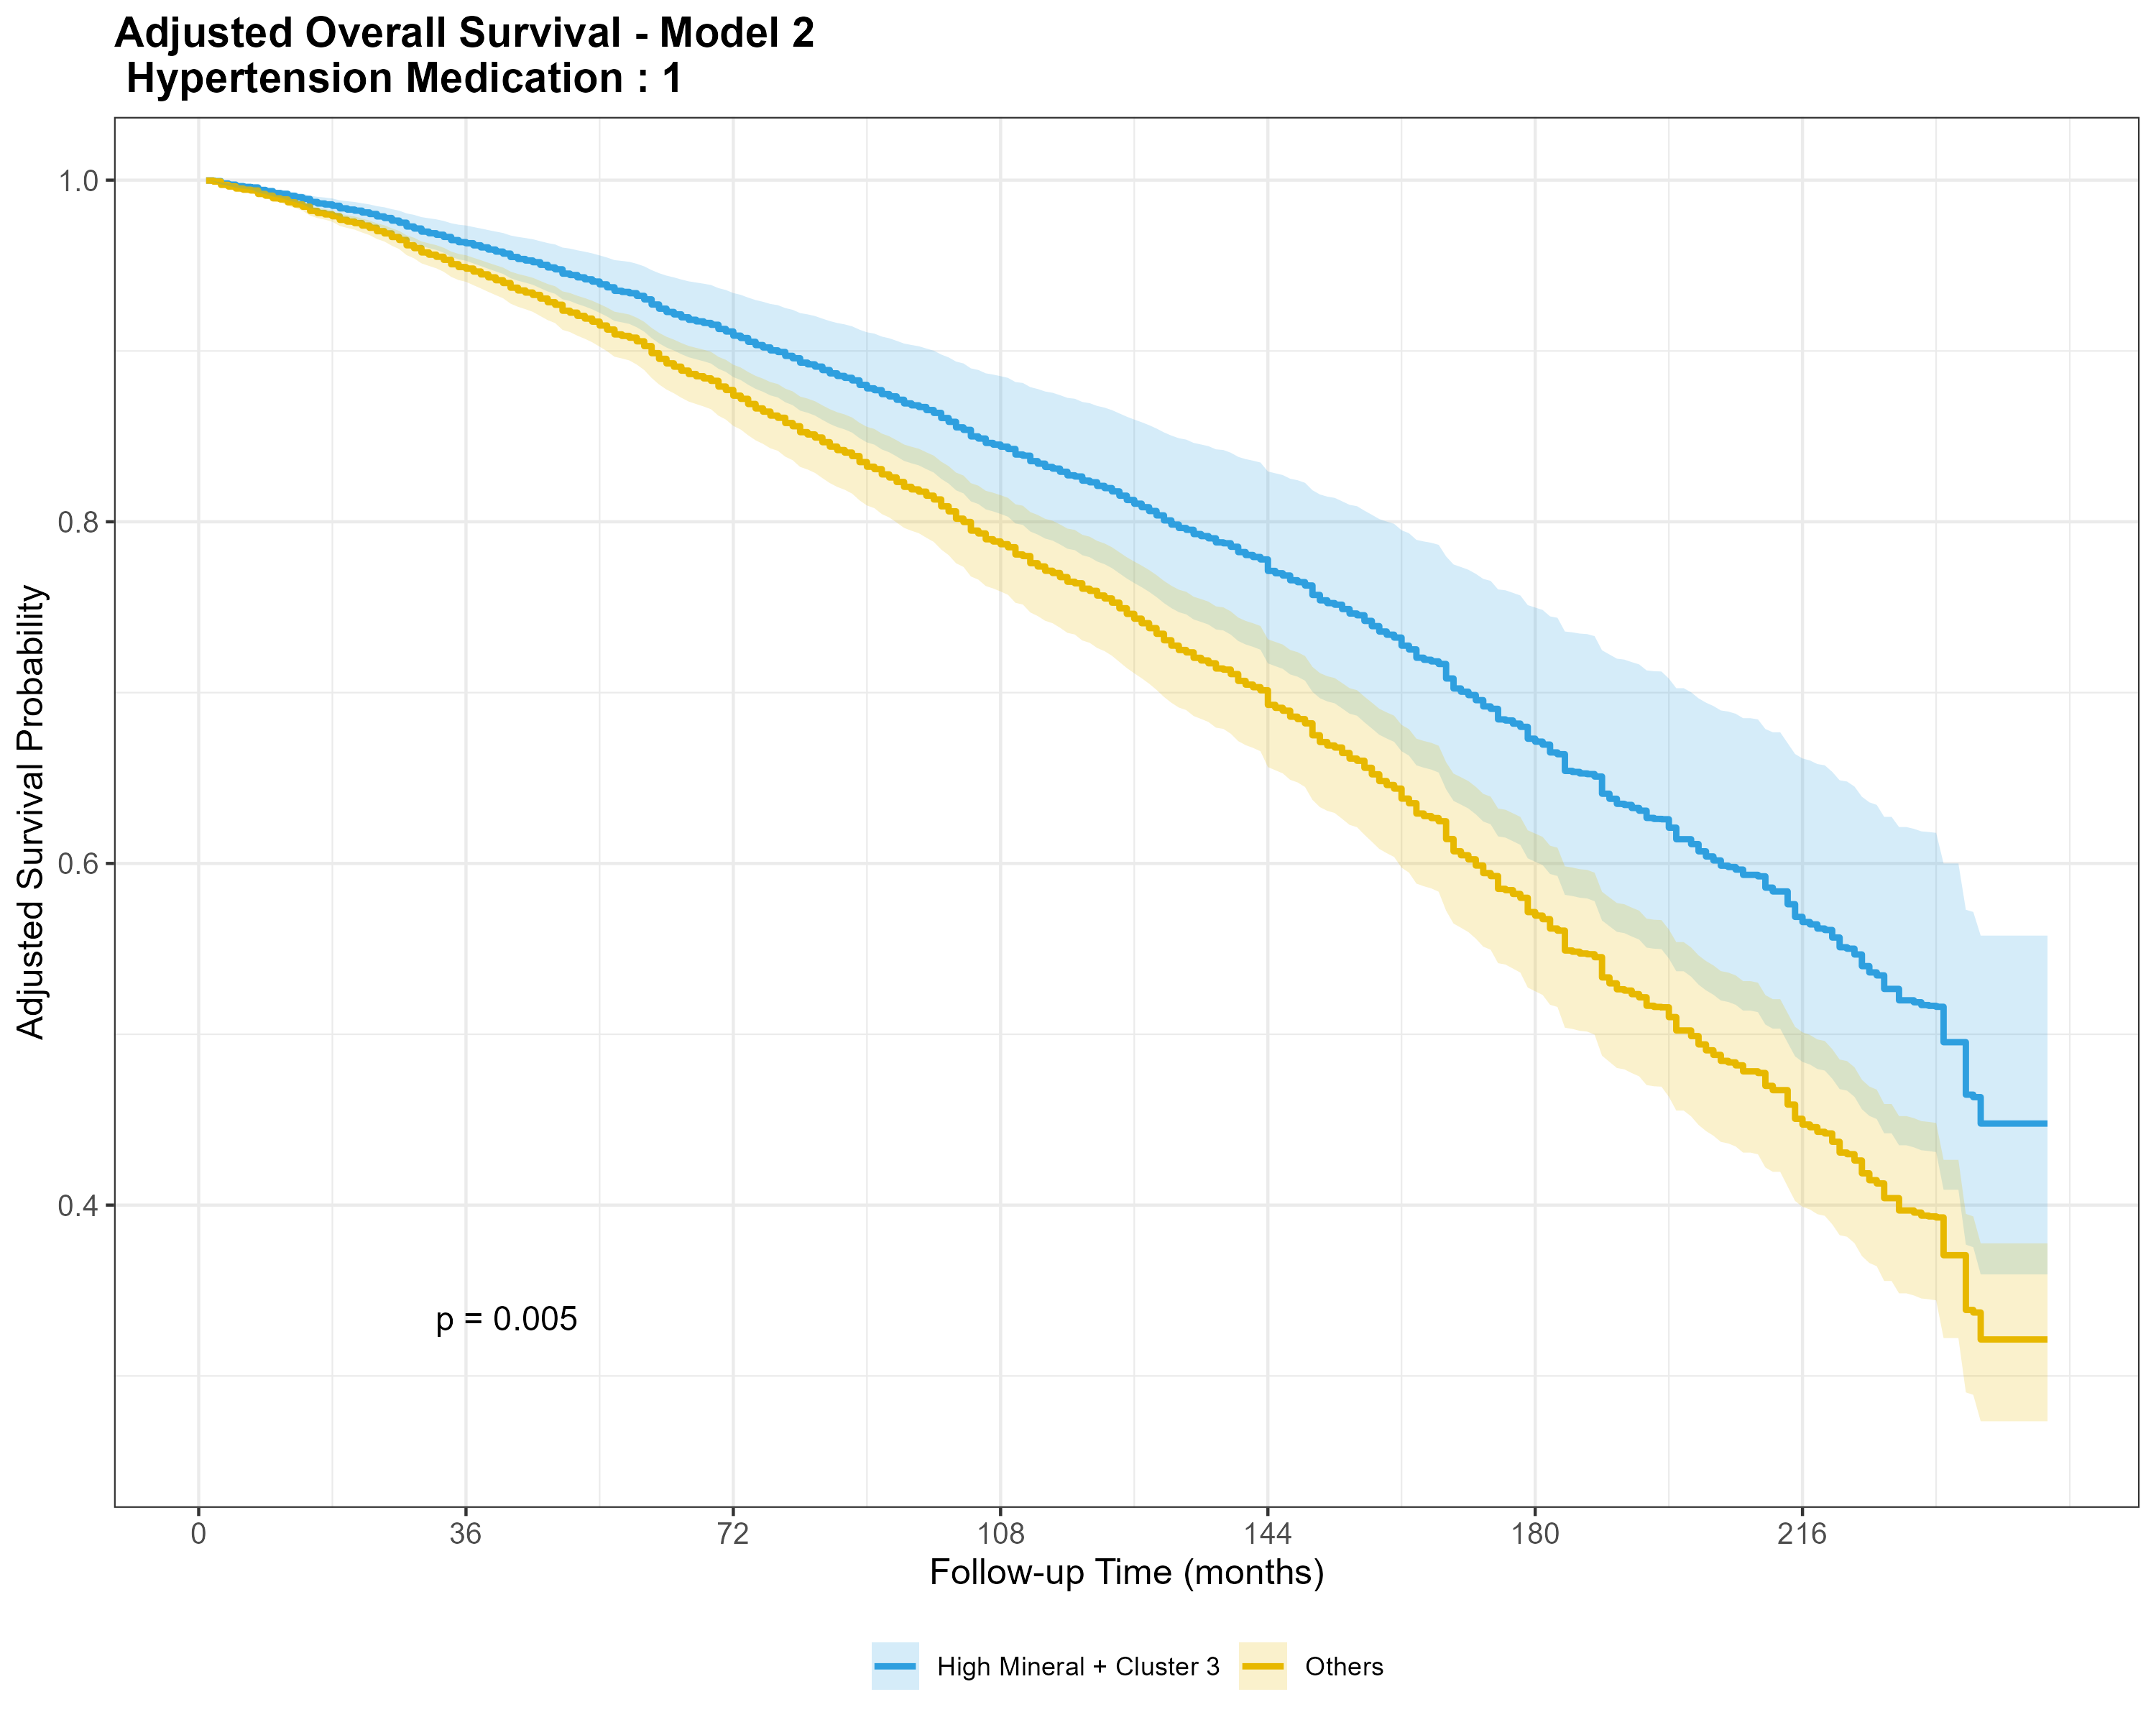 Adjusted Overall Survival - Model 2
Hypertension Medication : 1
Adjusted Survival Probability
1.0
0.8
0.6
0.4
p = 0.005
0 36 72 108 144 180 216
Follow-up Time (months)
High Mineral + Cluster 3 Others